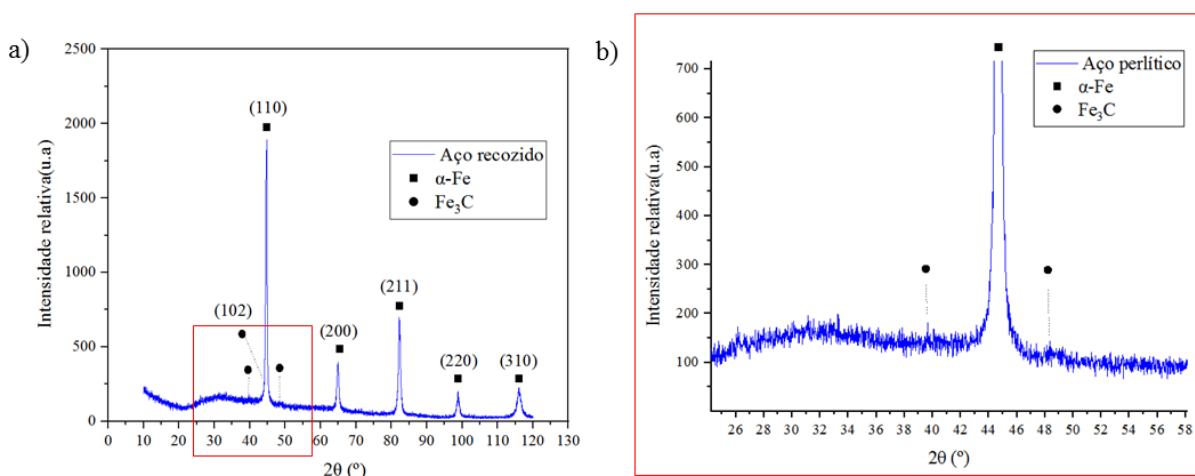 a)
Intensidade relativa(u.a)
2500
2000
1500
1000
500
0
(110)
(102)
(200)
(211)
(220)
(310)
Aço recozido
α-Fe
Fe₃C
0 10 20 30 40 50 60 70 80 90 100 110 120 130
2θ (º)
b)
Intensidade relativa(u.a)
700
600
500
400
300
200
100
Aço perlítico
α-Fe
Fe₃C
26 28 30 32 34 36 38 40 42 44 46 48 50 52 54 56 58
2θ (º)